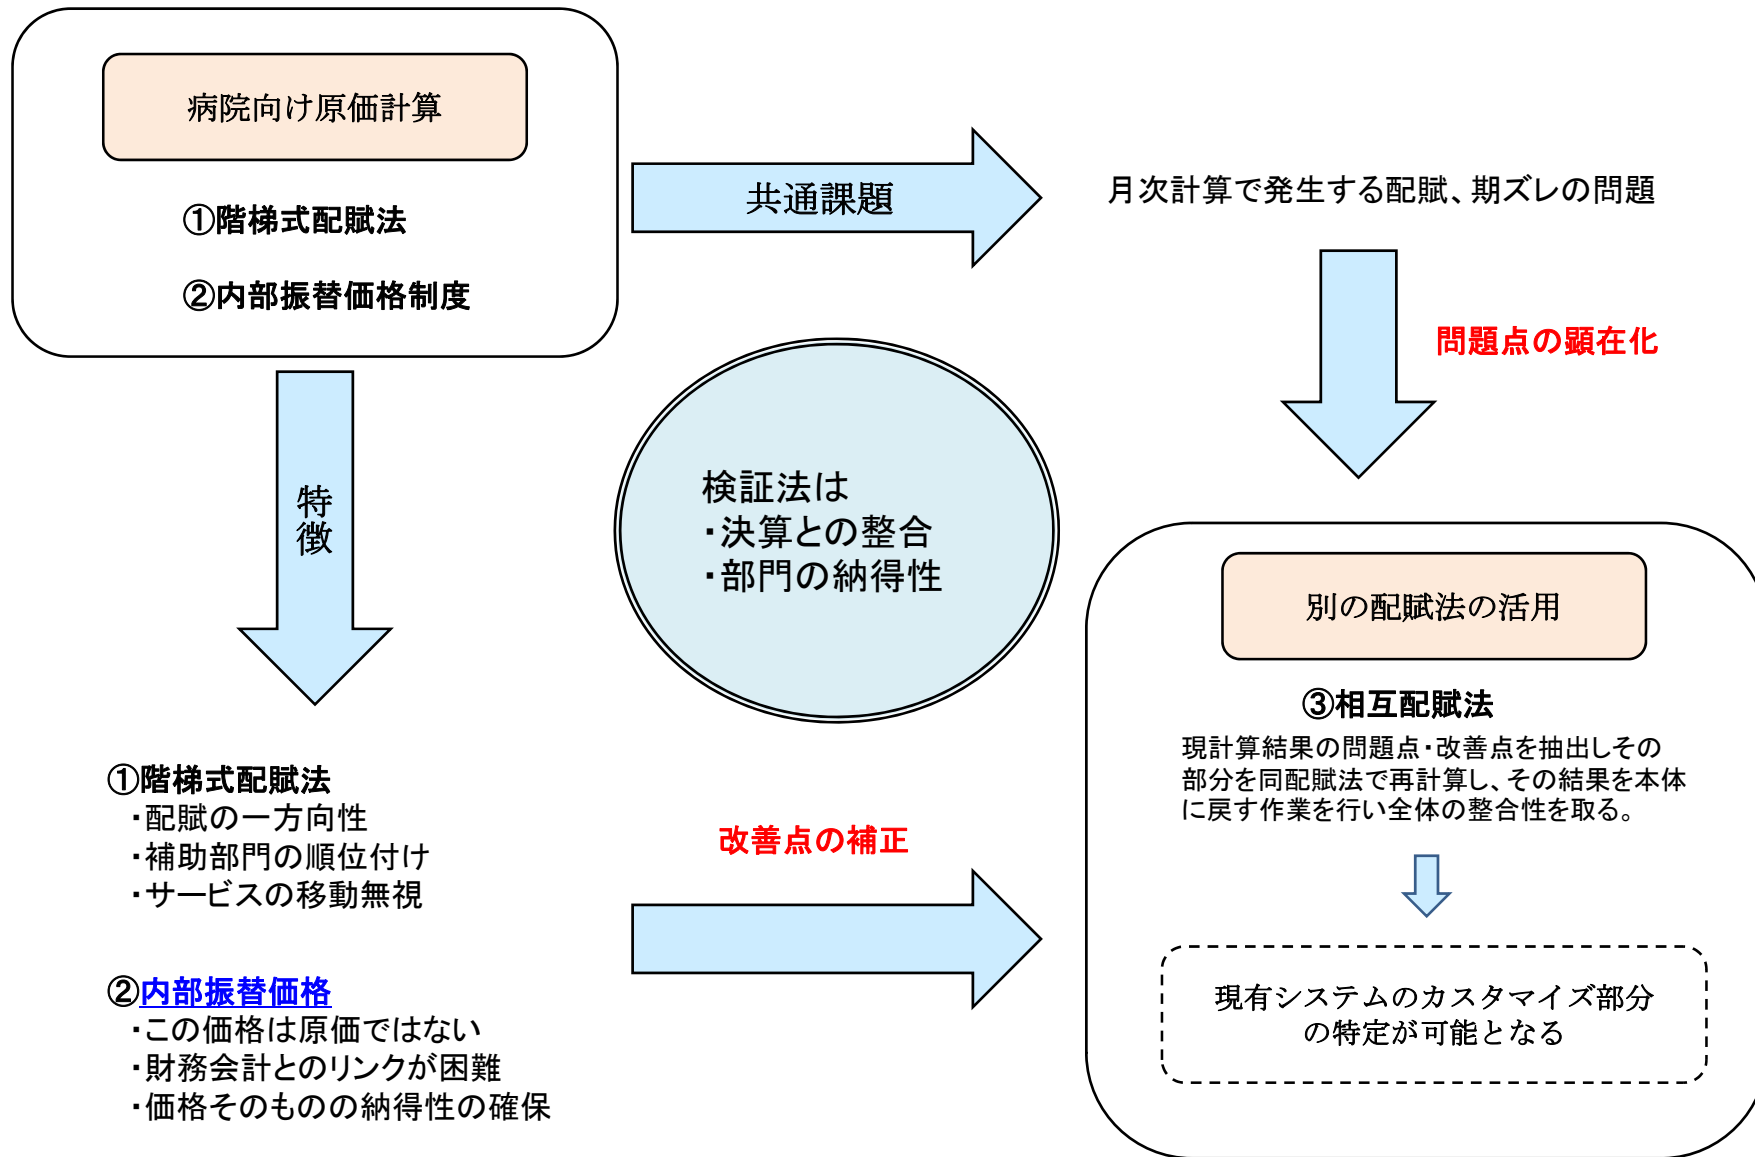 病院向け原価計算
①階梯式配賦法
②内部振替価格制度
共通課題
月次計算で発生する配賦、期ズレの問題
問題点の顕在化
特徴
検証法は
・決算との整合
・部門の納得性
①階梯式配賦法
・配賦の一方向性
・補助部門の順位付け
・サービスの移動無視
②内部振替価格
・この価格は原価ではない
・財務会計とのリンクが困難
・価格そのものの納得性の確保
改善点の補正
別の配賦法の活用
③相互配賦法
現計算結果の問題点・改善点を抽出しその
部分を同配賦法で再計算し、その結果を本体
に戻す作業を行い全体の整合性を取る。
現有システムのカスタマイズ部分
の特定が可能となる